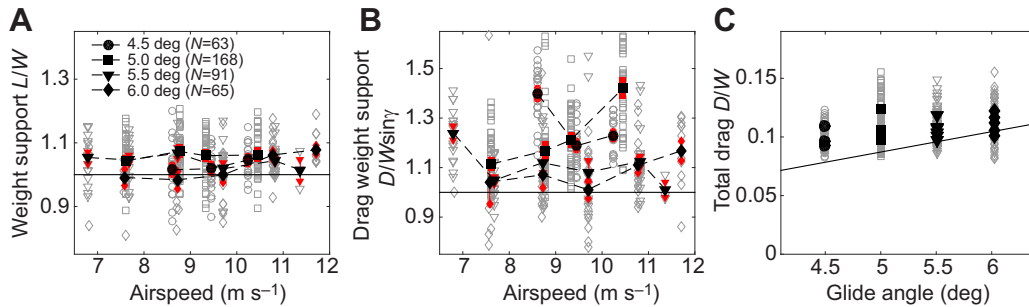 A
Weight support L/W
1.3
1.1
0.9
4.5 deg (N=63)
5.0 deg (N=168)
5.5 deg (N=91)
6.0 deg (N=65)
7 8 9 10 11 12
Airspeed (m s–1)
B
Drag weight support
D/Wsinγ
1.5
1.3
1.1
0.9
7 8 9 10 11 12
Airspeed (m s–1)
C
Total drag D/W
0.15
0.1
0.05
0
4.5 5 5.5 6
Glide angle (deg)